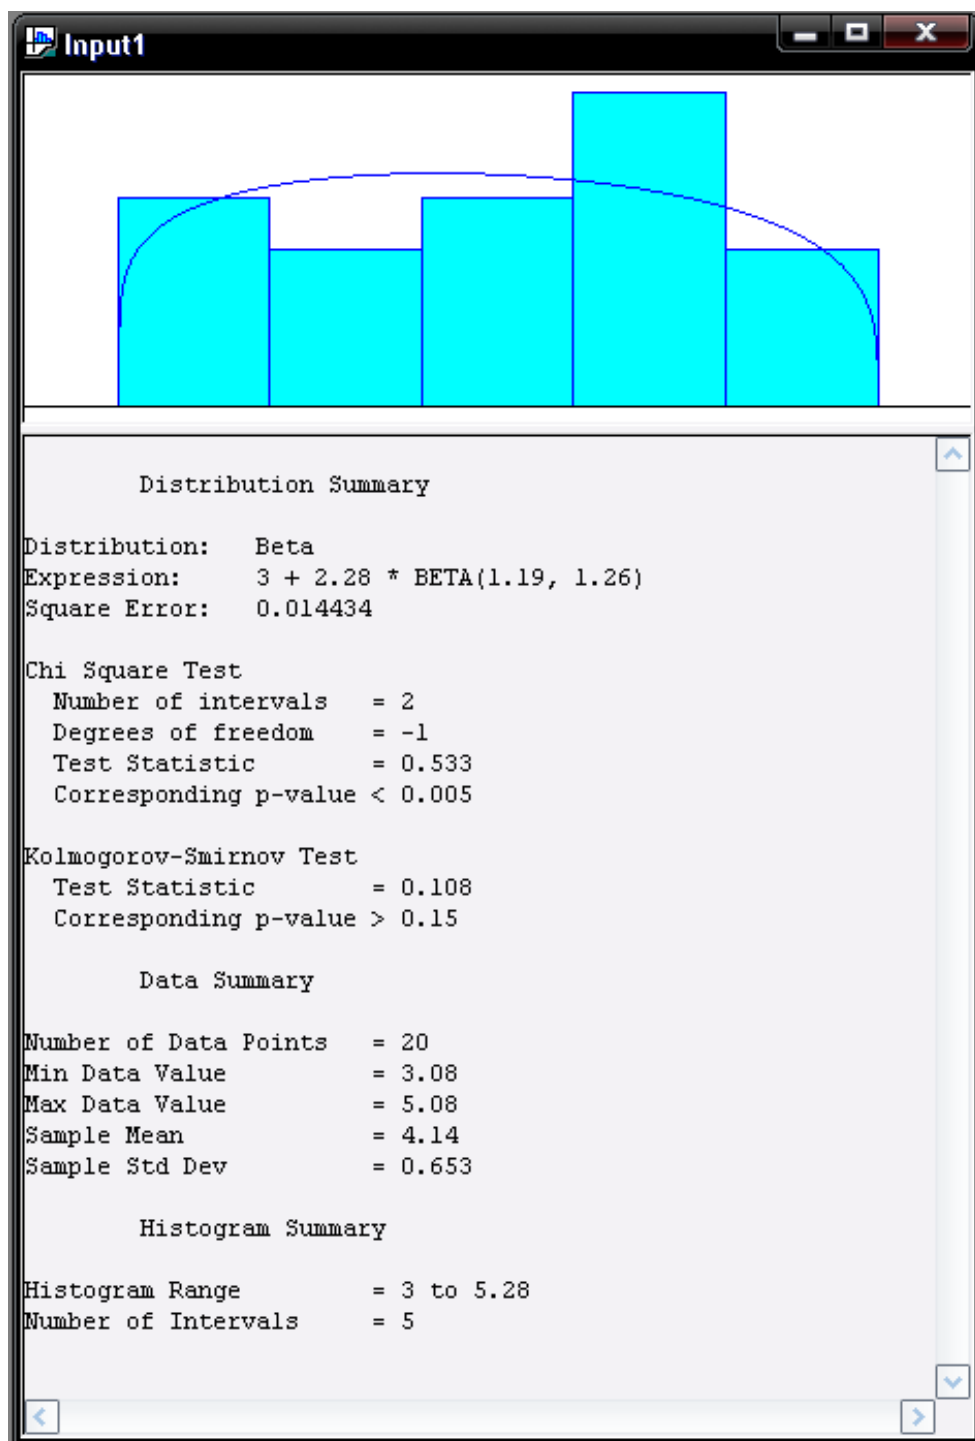 Input1
Distribution Summary
Distribution: Beta
Expression: 3 + 2.28 * BETA(1.19, 1.26)
Square Error: 0.014434
Chi Square Test
Number of intervals = 2
Degrees of freedom = -1
Test Statistic = 0.533
Corresponding p-value < 0.005
Kolmogorov-Smirnov Test
Test Statistic = 0.108
Corresponding p-value > 0.15
Data Summary
Number of Data Points = 20
Min Data Value = 3.08
Max Data Value = 5.08
Sample Mean = 4.14
Sample Std Dev = 0.653
Histogram Summary
Histogram Range = 3 to 5.28
Number of Intervals = 5